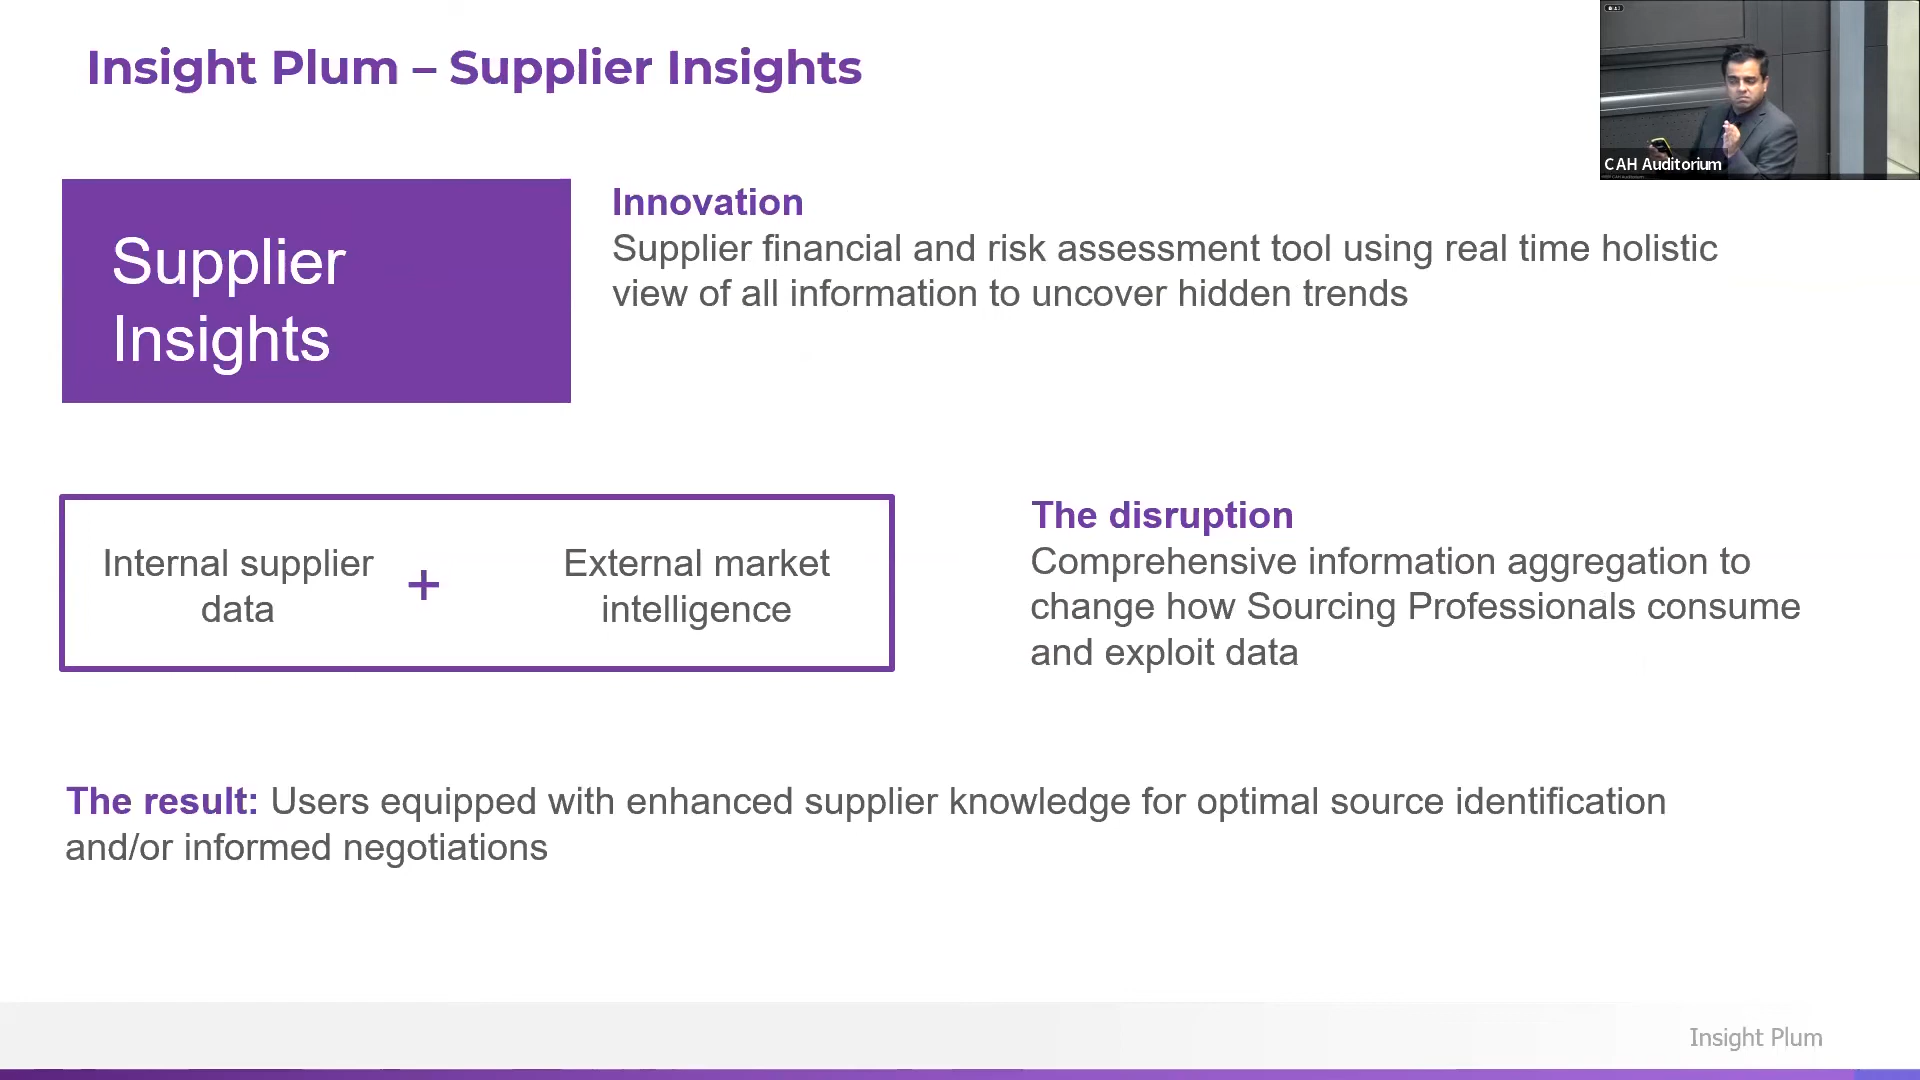 Insight Plum – Supplier Insights
CAH Auditorium
Supplier
Insights
Innovation
Supplier financial and risk assessment tool using real time holistic
view of all information to uncover hidden trends
Internal supplier
data
+
External market
intelligence
The disruption
Comprehensive information aggregation to
change how Sourcing Professionals consume
and exploit data
The result: Users equipped with enhanced supplier knowledge for optimal source identification
and/or informed negotiations
Insight Plum